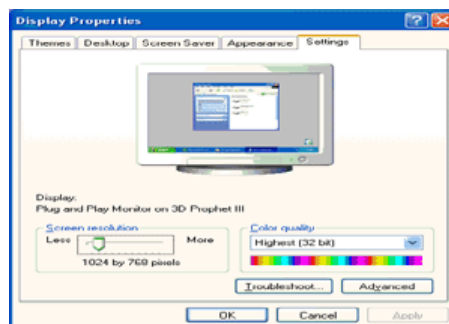 Display Properties
Themes Desktop Screen Saver Appearance Settings
Display:
Plug and Play Monitor on 3D Prophet III
Screen resolution
Less More
1024 by 768 pixels
Color quality
Highest (32 bit)
Troubleshoot... Advanced
OK Cancel Apply